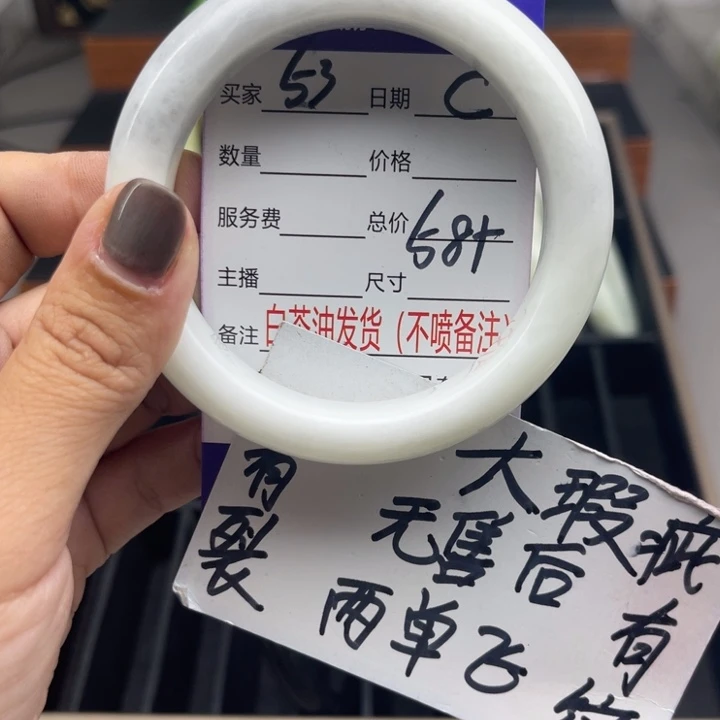 买家 53 日期 C
数量 价格
服务费 总价 58+
主播 尺寸
备注 白茶油发货（不喷备注）
大瑕疵
有裂
无售后
有
两单飞